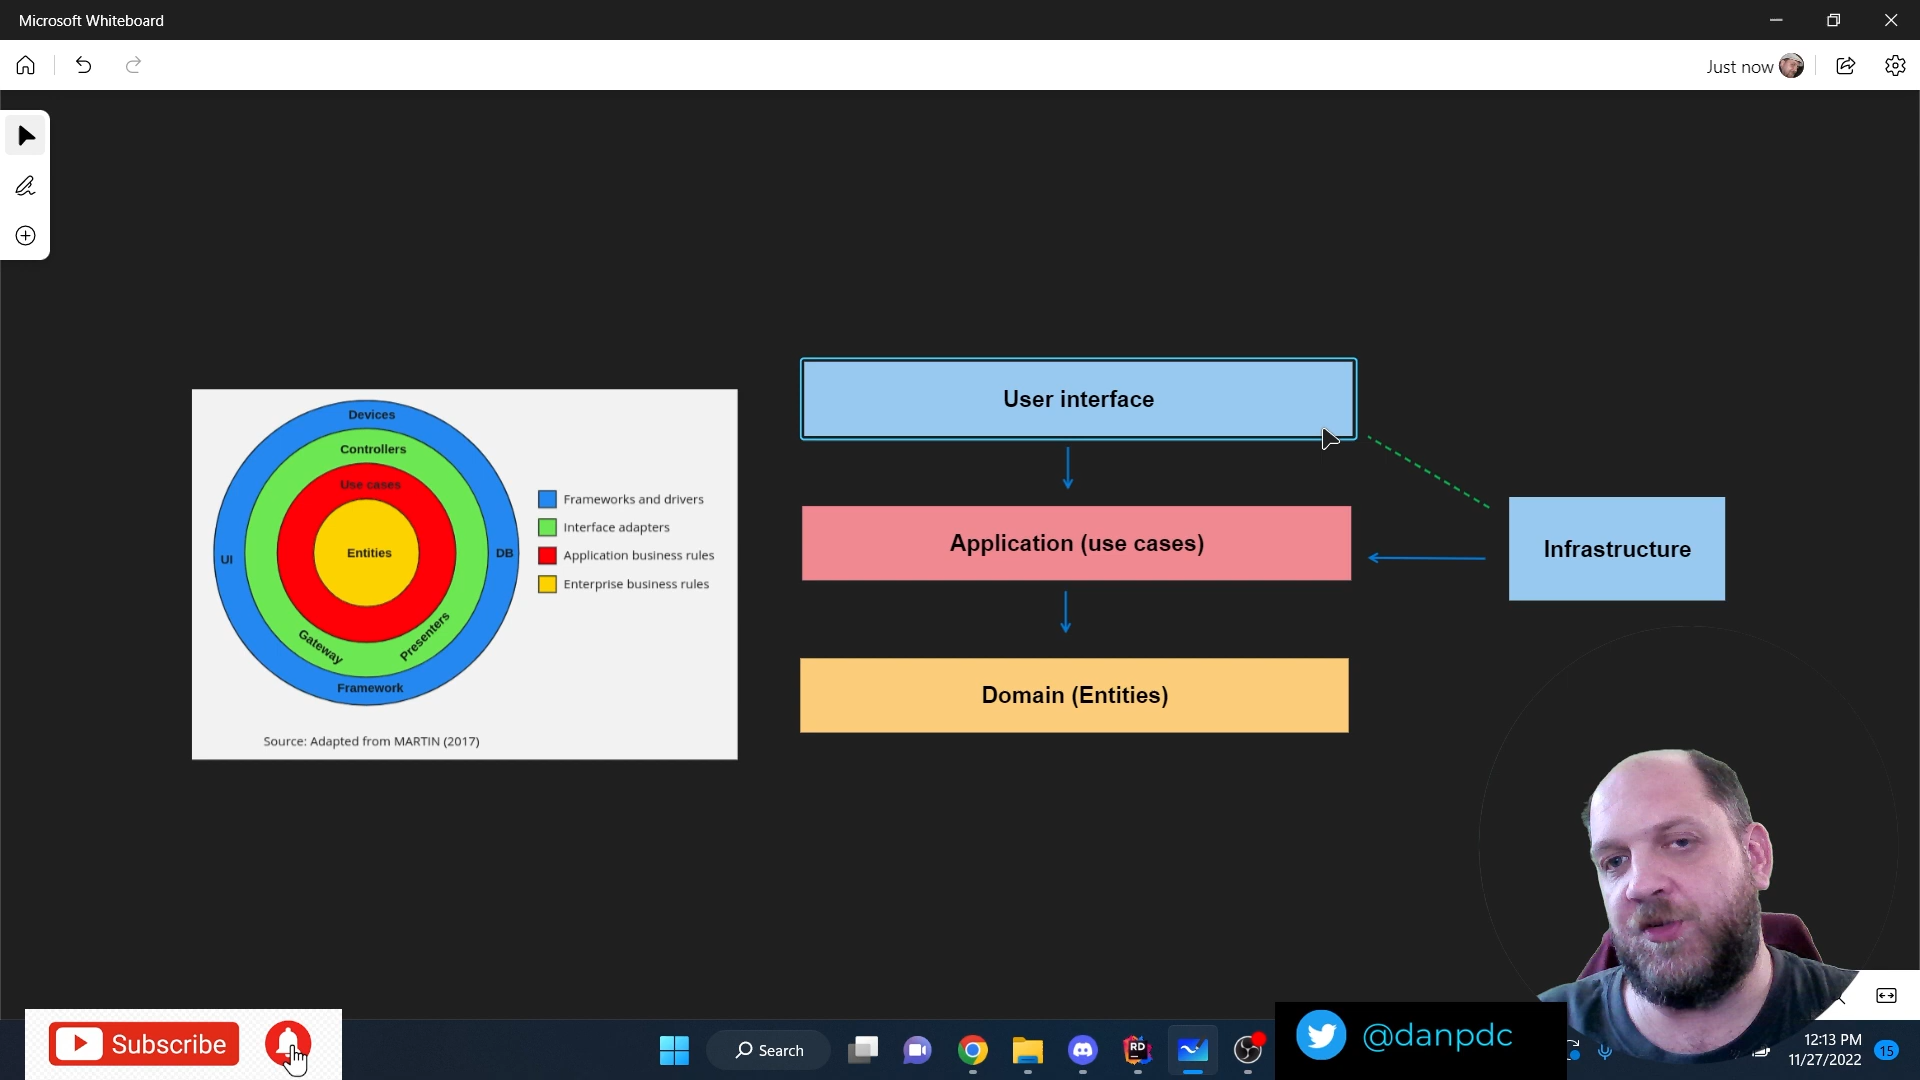 Microsoft Whiteboard
Just now
Devices
Controllers
Use cases
Entities
UI
DB
Gateway
Presenters
Framework
Frameworks and drivers
Interface adapters
Application business rules
Enterprise business rules
Source: Adapted from MARTIN (2017)
User interface
Application (use cases)
Domain (Entities)
Infrastructure
Subscribe
Search
RD
@danpdc
12:13 PM
11/27/2022
15